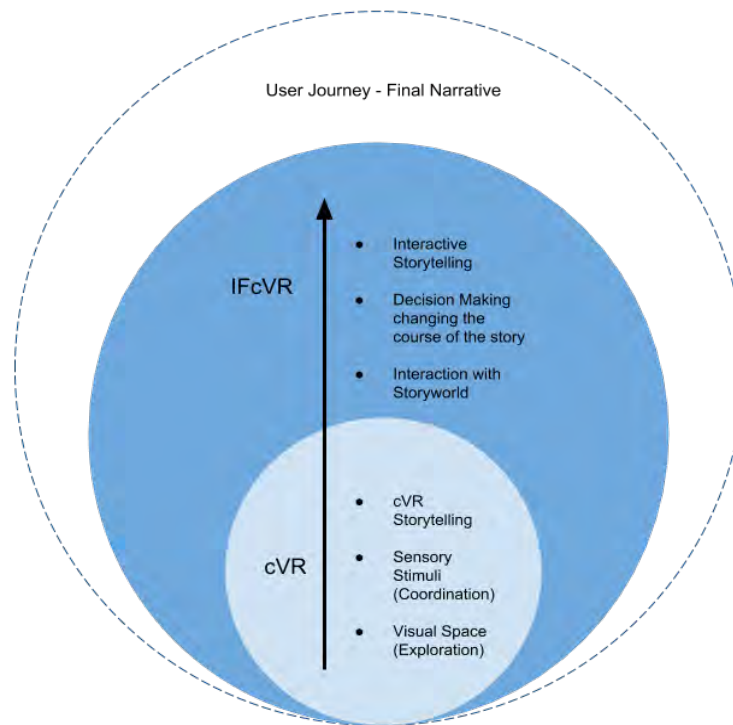 User Journey - Final Narrative
IFcVR
● Interactive
Storytelling
● Decision Making
changing the
course of the story
● Interaction with
Storyworld
cVR
● cVR
Storytelling
● Sensory
Stimuli
(Coordination)
● Visual Space
(Exploration)